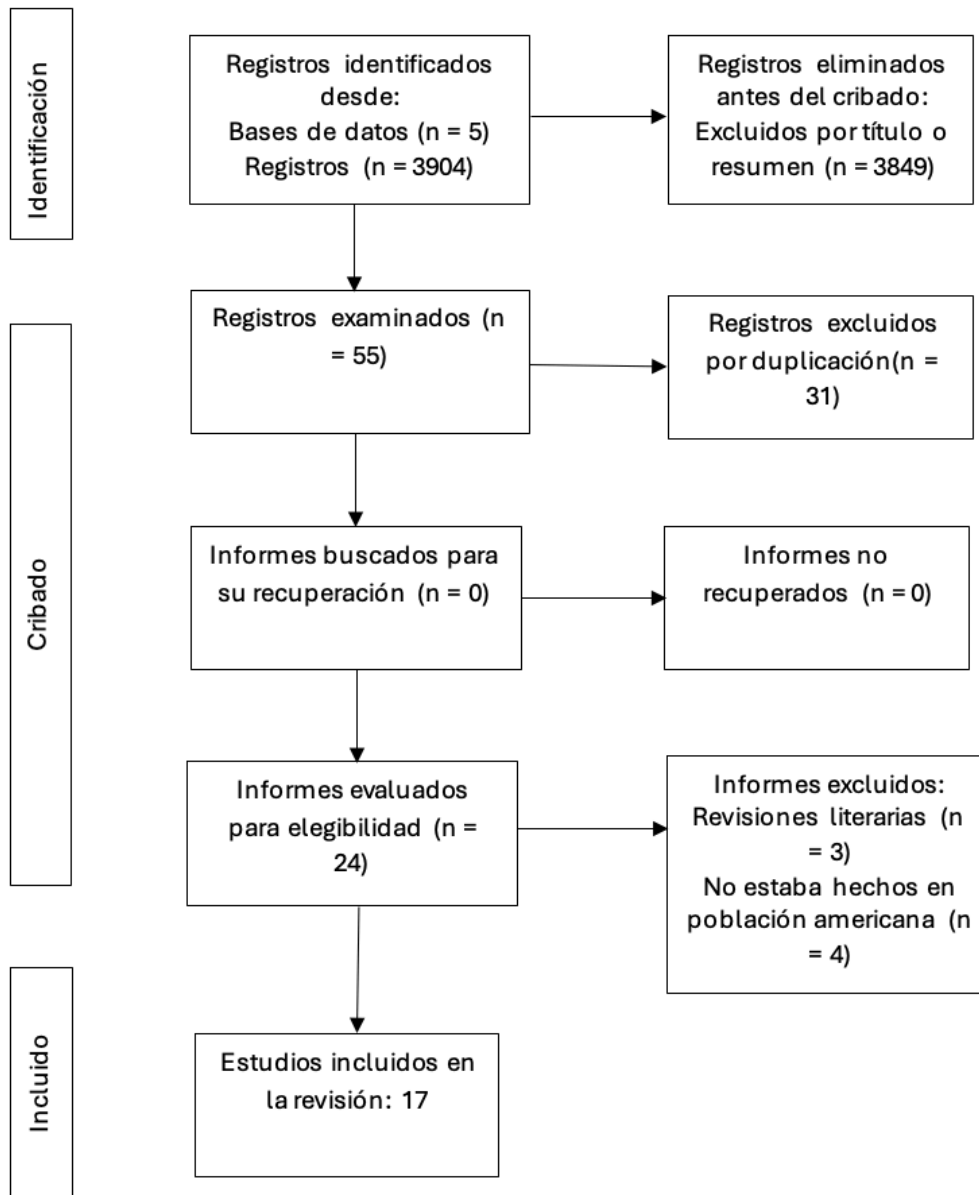 Identificación
Registros identificados
desde:
Bases de datos (n = 5)
Registros (n = 3904)
Registros eliminados
antes del cribado:
Excluidos por título o
resumen (n = 3849)
Cribado
Registros examinados (n
= 55)
Registros excluidos
por duplicación(n =
31)
Informes buscados para
su recuperación (n = 0)
Informes no
recuperados (n = 0)
Informes evaluados
para elegibilidad (n =
24)
Informes excluidos:
Revisiones literarias (n
= 3)
No estaba hechos en
población americana (n
= 4)
Incluido
Estudios incluidos en
la revisión: 17